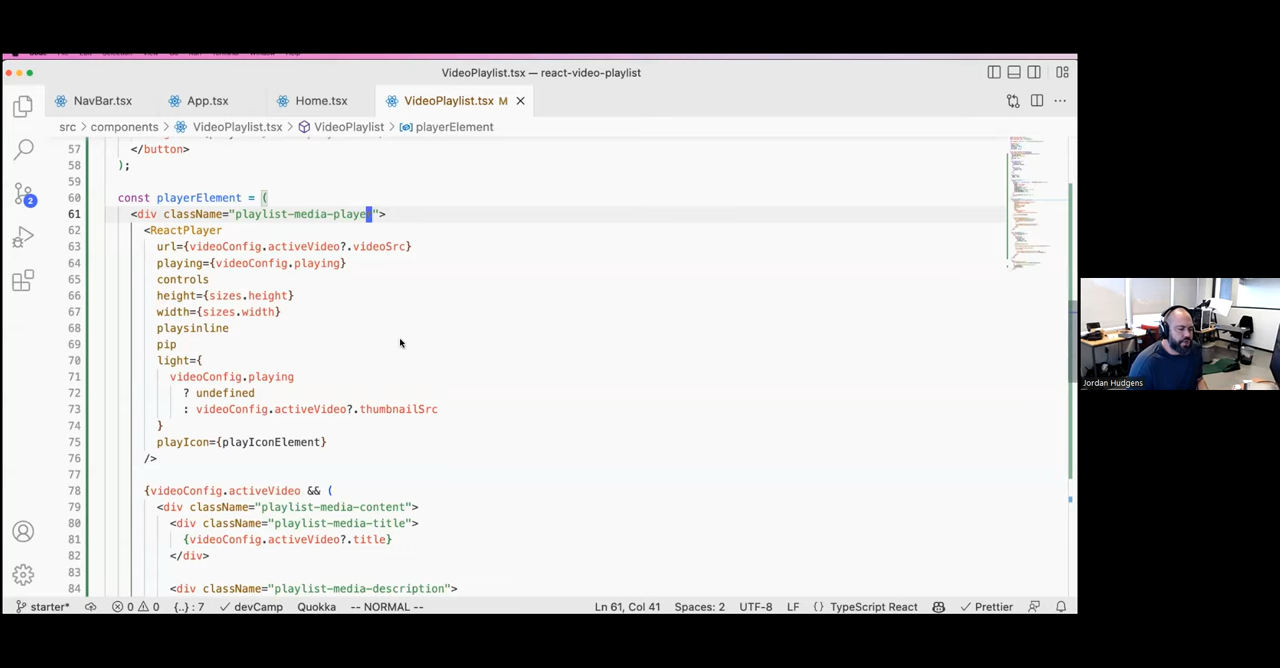 VideoPlaylist.tsx — react-video-playlist
NavBar.tsx
App.tsx
Home.tsx
VideoPlaylist.tsx M
src > components > VideoPlaylist.tsx > VideoPlaylist > playerElement
57 </button>
58 );
59
60 const playerElement = (
61 <div className="playlist-media-player">
62 <ReactPlayer
63 url={videoConfig.activeVideo?.videoSrc}
64 playing={videoConfig.playing}
65 controls
66 height={sizes.height}
67 width={sizes.width}
68 playsinline
69 pip
70 light={
71 videoConfig.playing
72 ? undefined
73 : videoConfig.activeVideo?.thumbnailSrc
74 }
75 playIcon={playIconElement}
76 />
77
78 {videoConfig.activeVideo && (
79 <div className="playlist-media-content">
80 <div className="playlist-media-title">
81 {videoConfig.activeVideo?.title}
82 </div>
83
84 <div className="playlist-media-description">
2
Jordan Hudgens
starter* 0 0 {..} : 7 devCamp Quokka -- NORMAL -- Ln 61, Col 41 Spaces: 2 UTF-8 LF {} TypeScript React Prettier